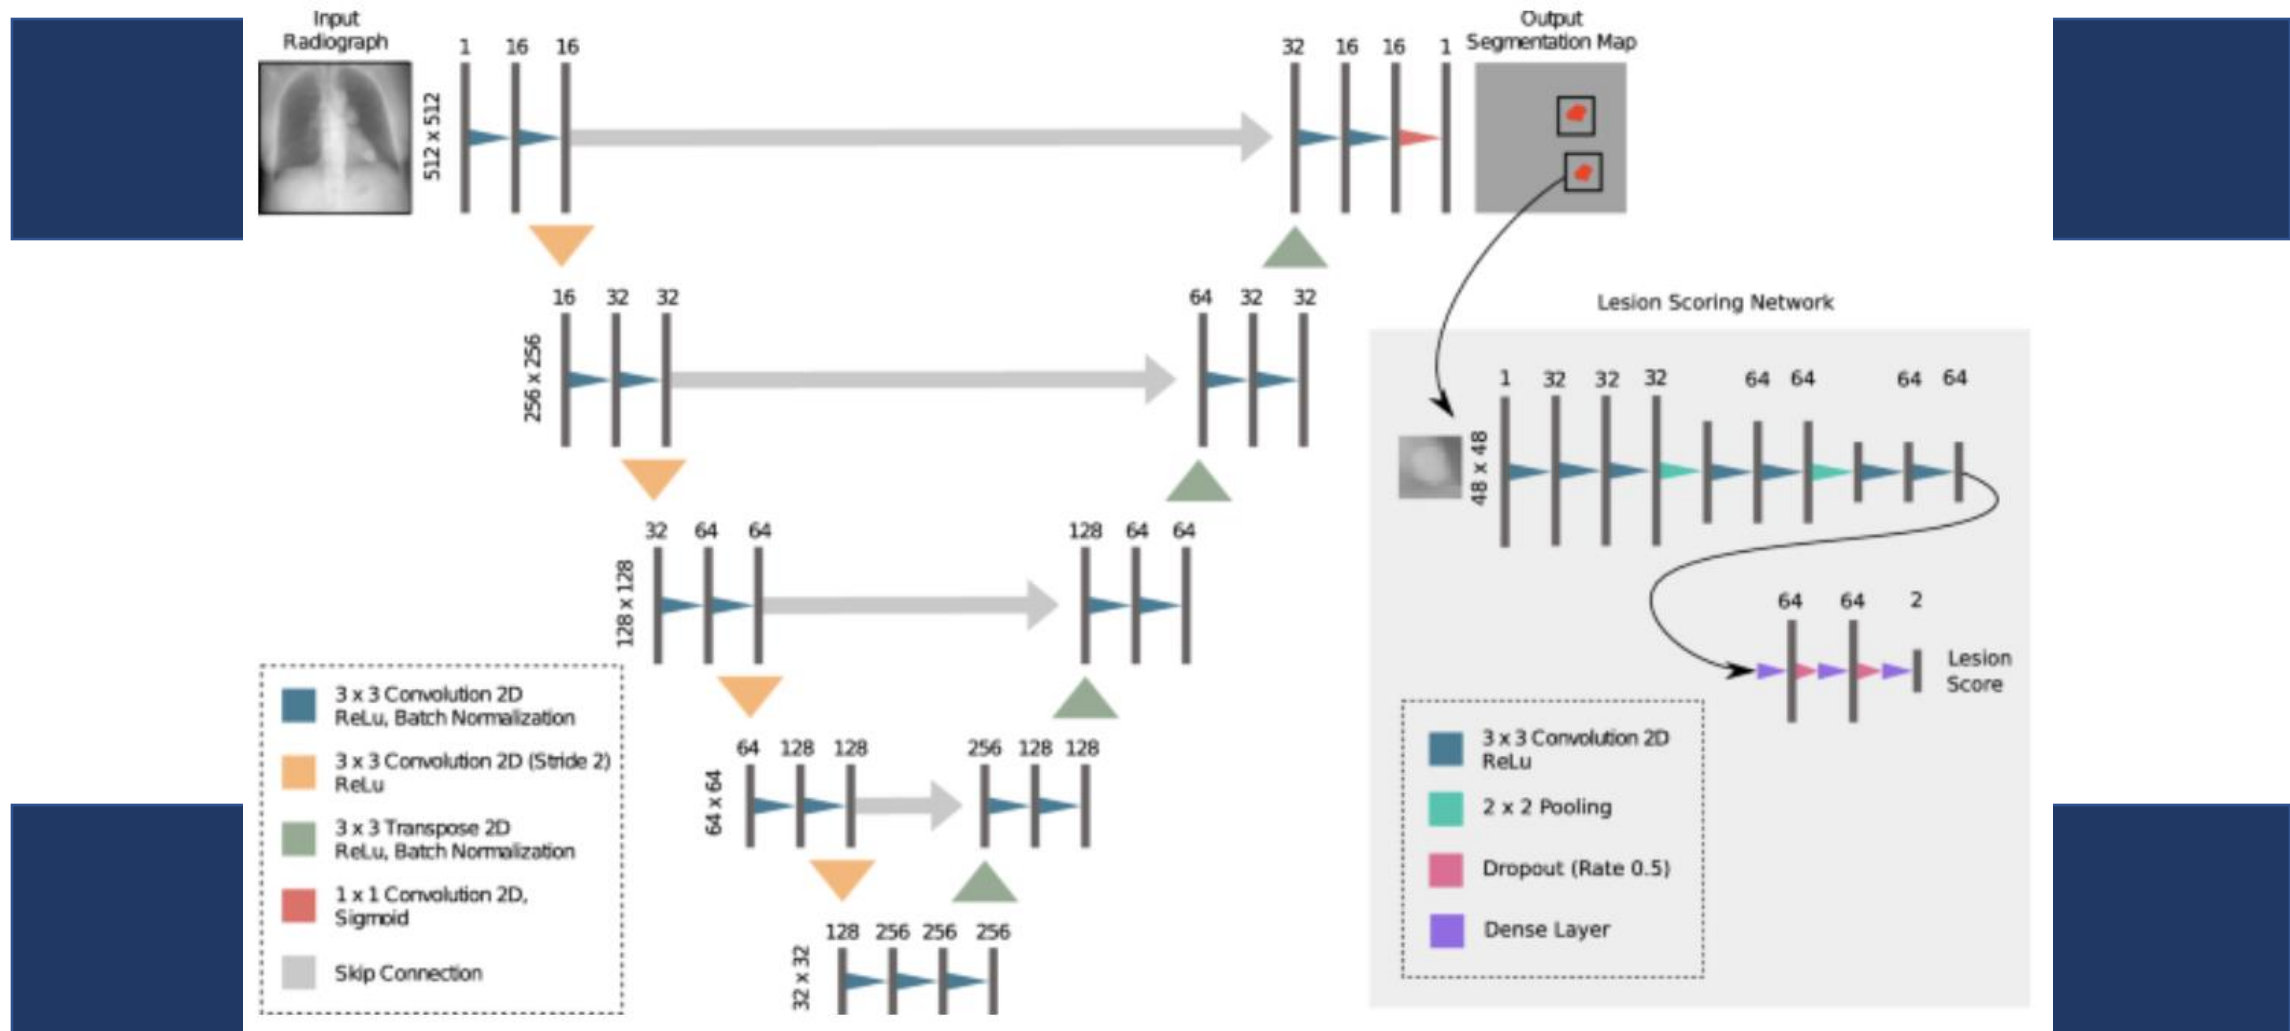 Input
Radiograph
512 x 512
1 16 16
32 16 16 1
Output
Segmentation Map
256 x 256
16 32 32
64 32 32
128 x 128
32 64 64
128 64 64
64 x 64
64 128 128
256 128 128
32 x 32
128 256 256 256
3 x 3 Convolution 2D
ReLu, Batch Normalization
3 x 3 Convolution 2D (Stride 2)
ReLu
3 x 3 Transpose 2D
ReLu, Batch Normalization
1 x 1 Convolution 2D,
Sigmoid
Skip Connection
Lesion Scoring Network
48 x 48
1 32 32 32 64 64 64 64
64 64 2
Lesion
Score
3 x 3 Convolution 2D
ReLu
2 x 2 Pooling
Dropout (Rate 0.5)
Dense Layer